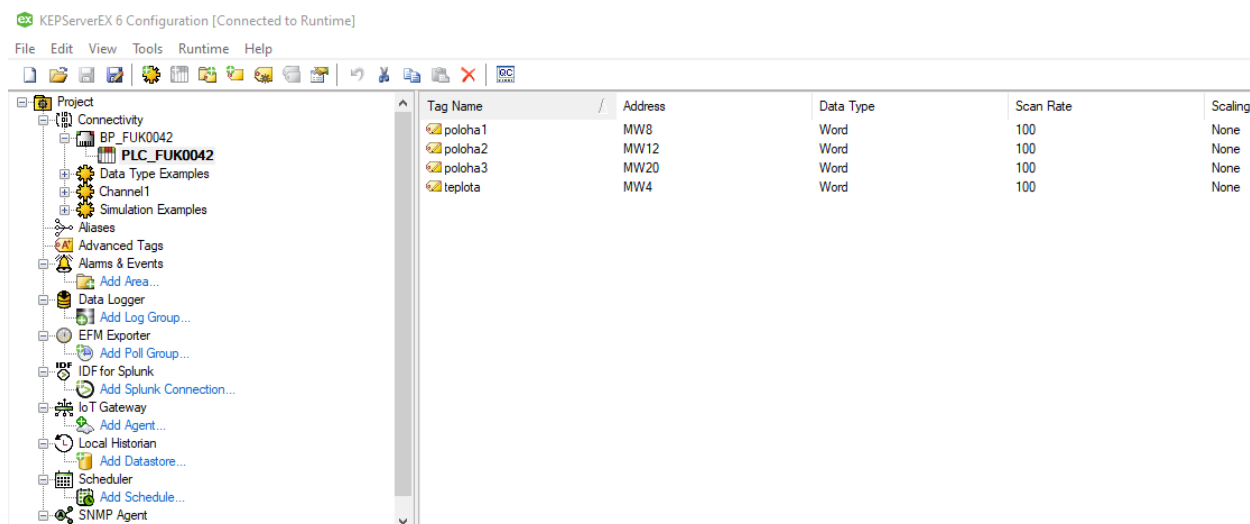 KEPServerEX 6 Configuration [Connected to Runtime]
File Edit View Tools Runtime Help
Project
Connectivity
BP_FUK0042
PLC_FUK0042
Data Type Examples
Channel1
Simulation Examples
Aliases
Advanced Tags
Alarms & Events
Add Area...
Data Logger
Add Log Group...
EFM Exporter
Add Poll Group...
IDF for Splunk
Add Splunk Connection...
IoT Gateway
Add Agent...
Local Historian
Add Datastore...
Scheduler
Add Schedule...
SNMP Agent
Tag Name Address Data Type Scan Rate Scaling
poloha1 MW8 Word 100 None
poloha2 MW12 Word 100 None
poloha3 MW20 Word 100 None
teplota MW4 Word 100 None